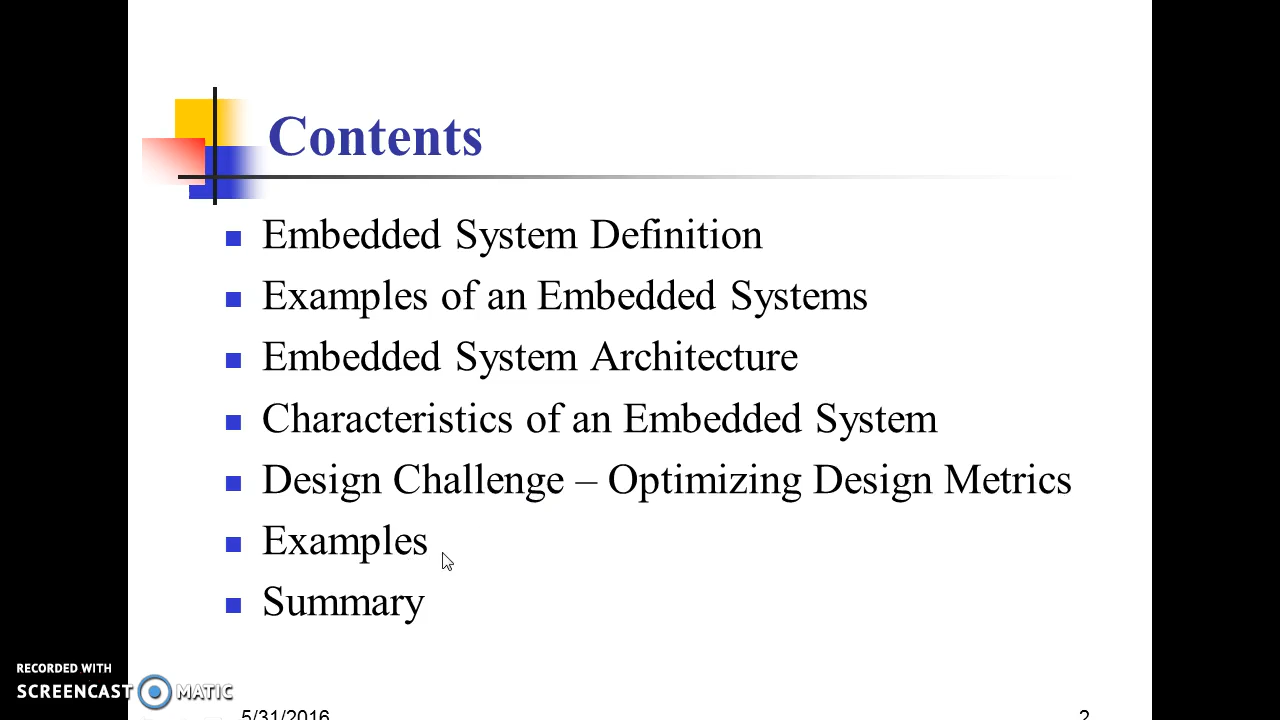 Contents
Embedded System Definition
Examples of an Embedded Systems
Embedded System Architecture
Characteristics of an Embedded System
Design Challenge – Optimizing Design Metrics
Examples
Summary
RECORDED WITH
SCREENCAST MATIC
5/31/2016
2